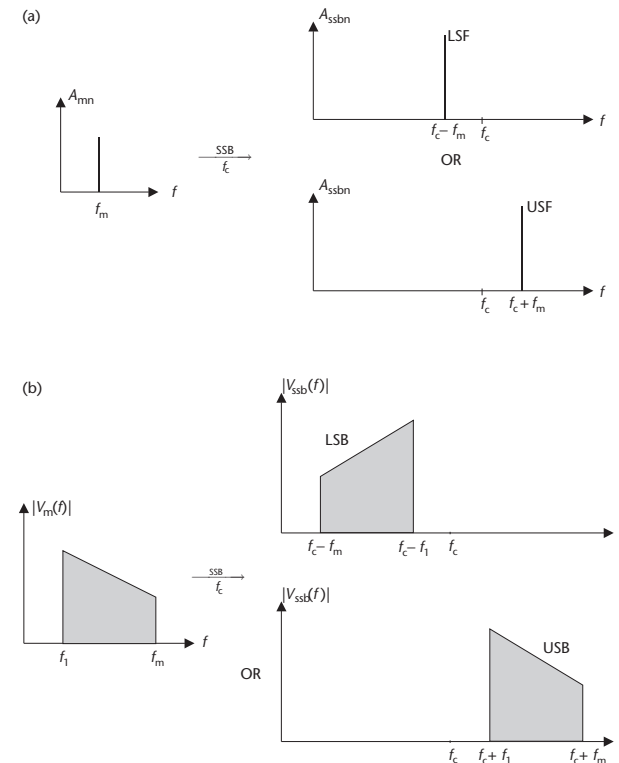 (a)
A_mn
f_m
f
SSB
f_c
A_ssbn
LSF
f_c – f_m
f_c
f
OR
A_ssbn
USF
f_c
f_c + f_m
f
(b)
|V_m(f)|
f_1
f_m
f
SSB
f_c
|V_ssb(f)|
LSB
f_c – f_m
f_c – f_1
f_c
OR
|V_ssb(f)|
USB
f_c
f_c + f_1
f_c + f_m